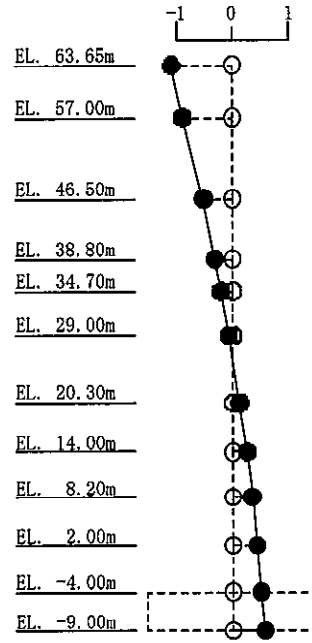 -1 0 1
EL. 63.65m
EL. 57.00m
EL. 46.50m
EL. 38.80m
EL. 34.70m
EL. 29.00m
EL. 20.30m
EL. 14.00m
EL. 8.20m
EL. 2.00m
EL. -4.00m
EL. -9.00m